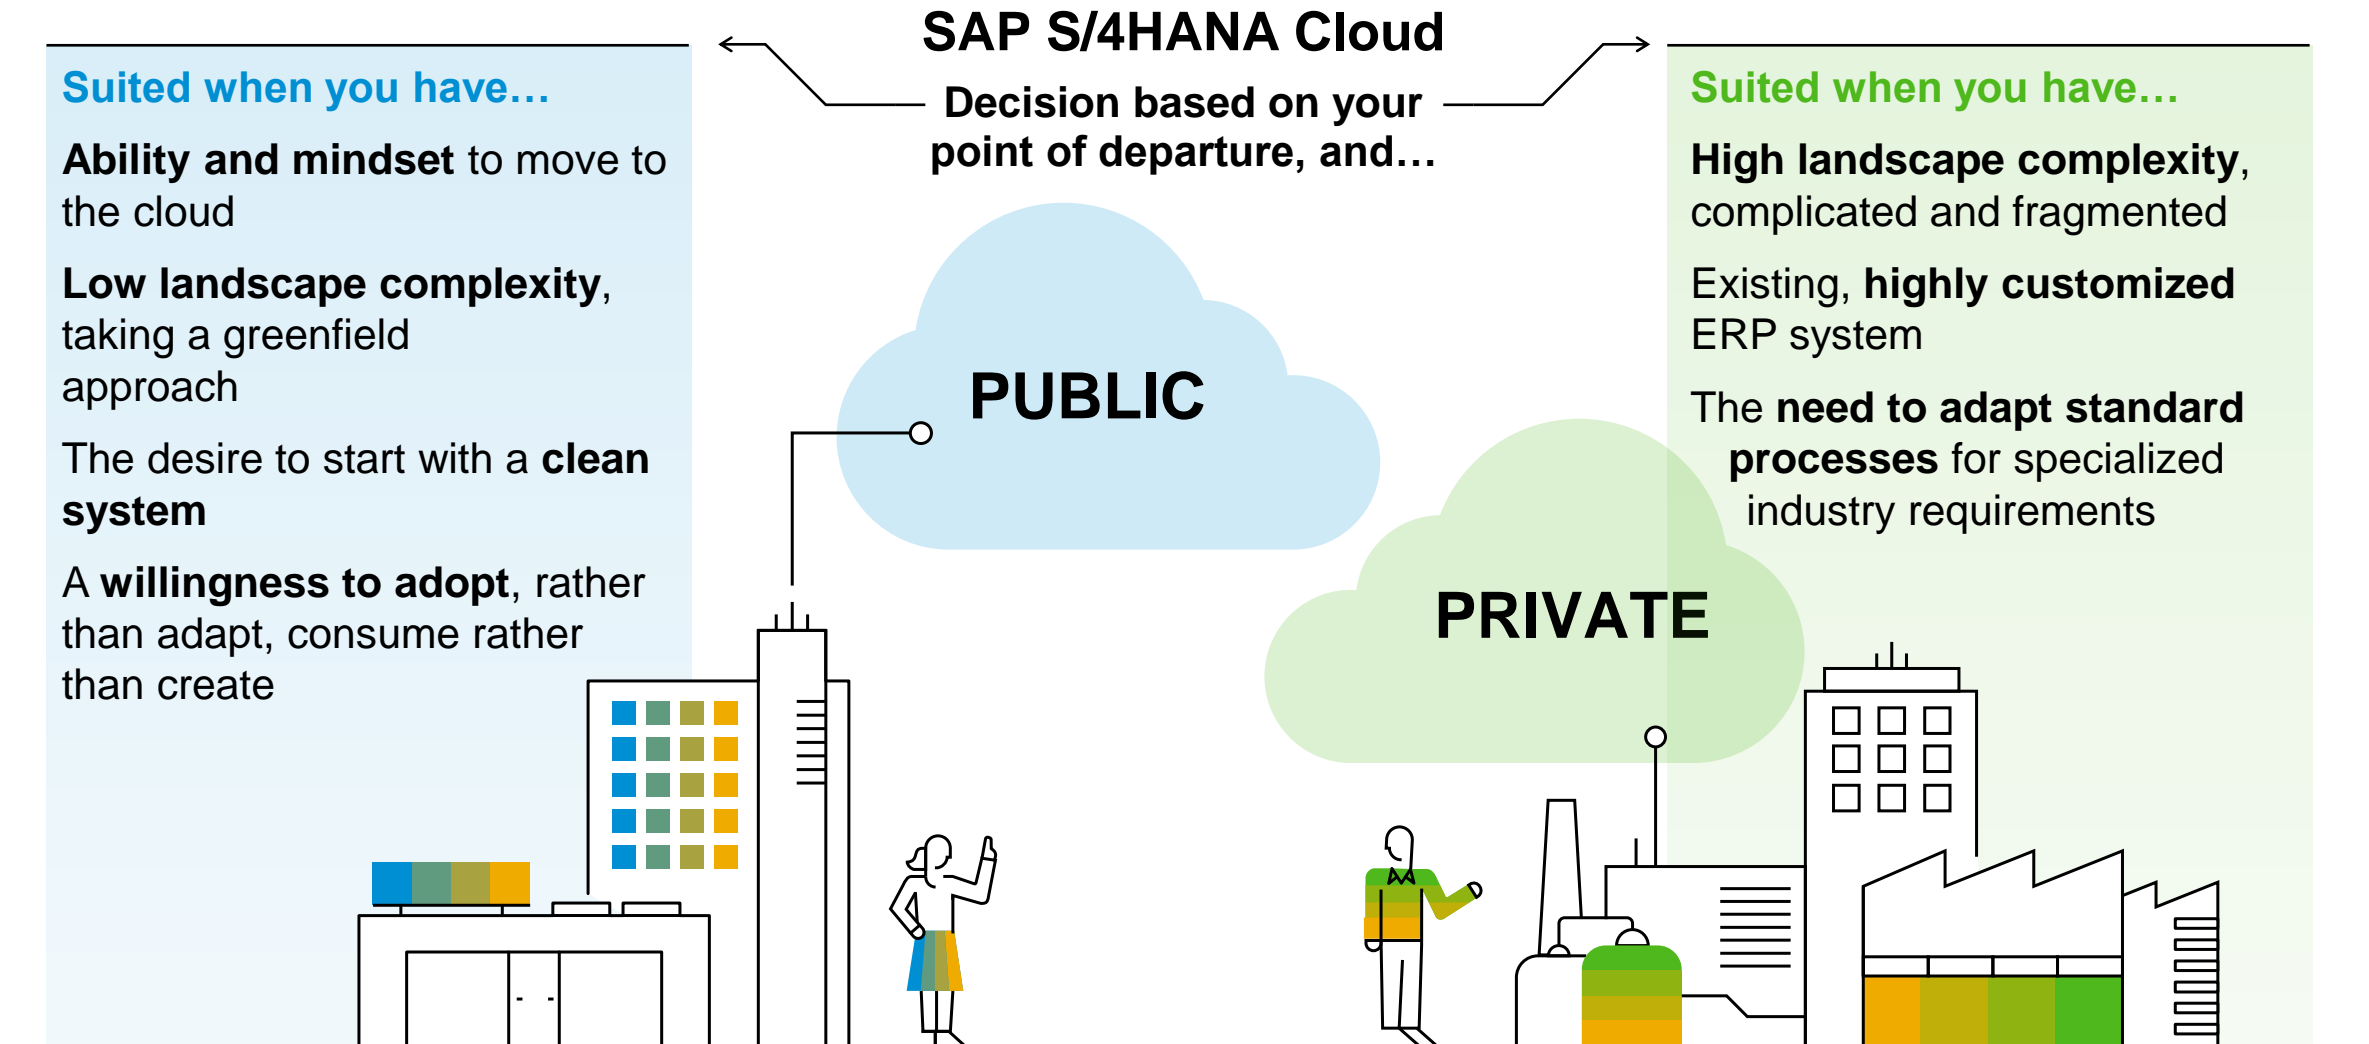 SAP S/4HANA Cloud
Decision based on your
point of departure, and…
Suited when you have…
Ability and mindset to move to
the cloud
Low landscape complexity,
taking a greenfield
approach
The desire to start with a clean
system
A willingness to adopt, rather
than adapt, consume rather
than create
PUBLIC
PRIVATE
Suited when you have…
High landscape complexity,
complicated and fragmented
Existing, highly customized
ERP system
The need to adapt standard
processes for specialized
industry requirements